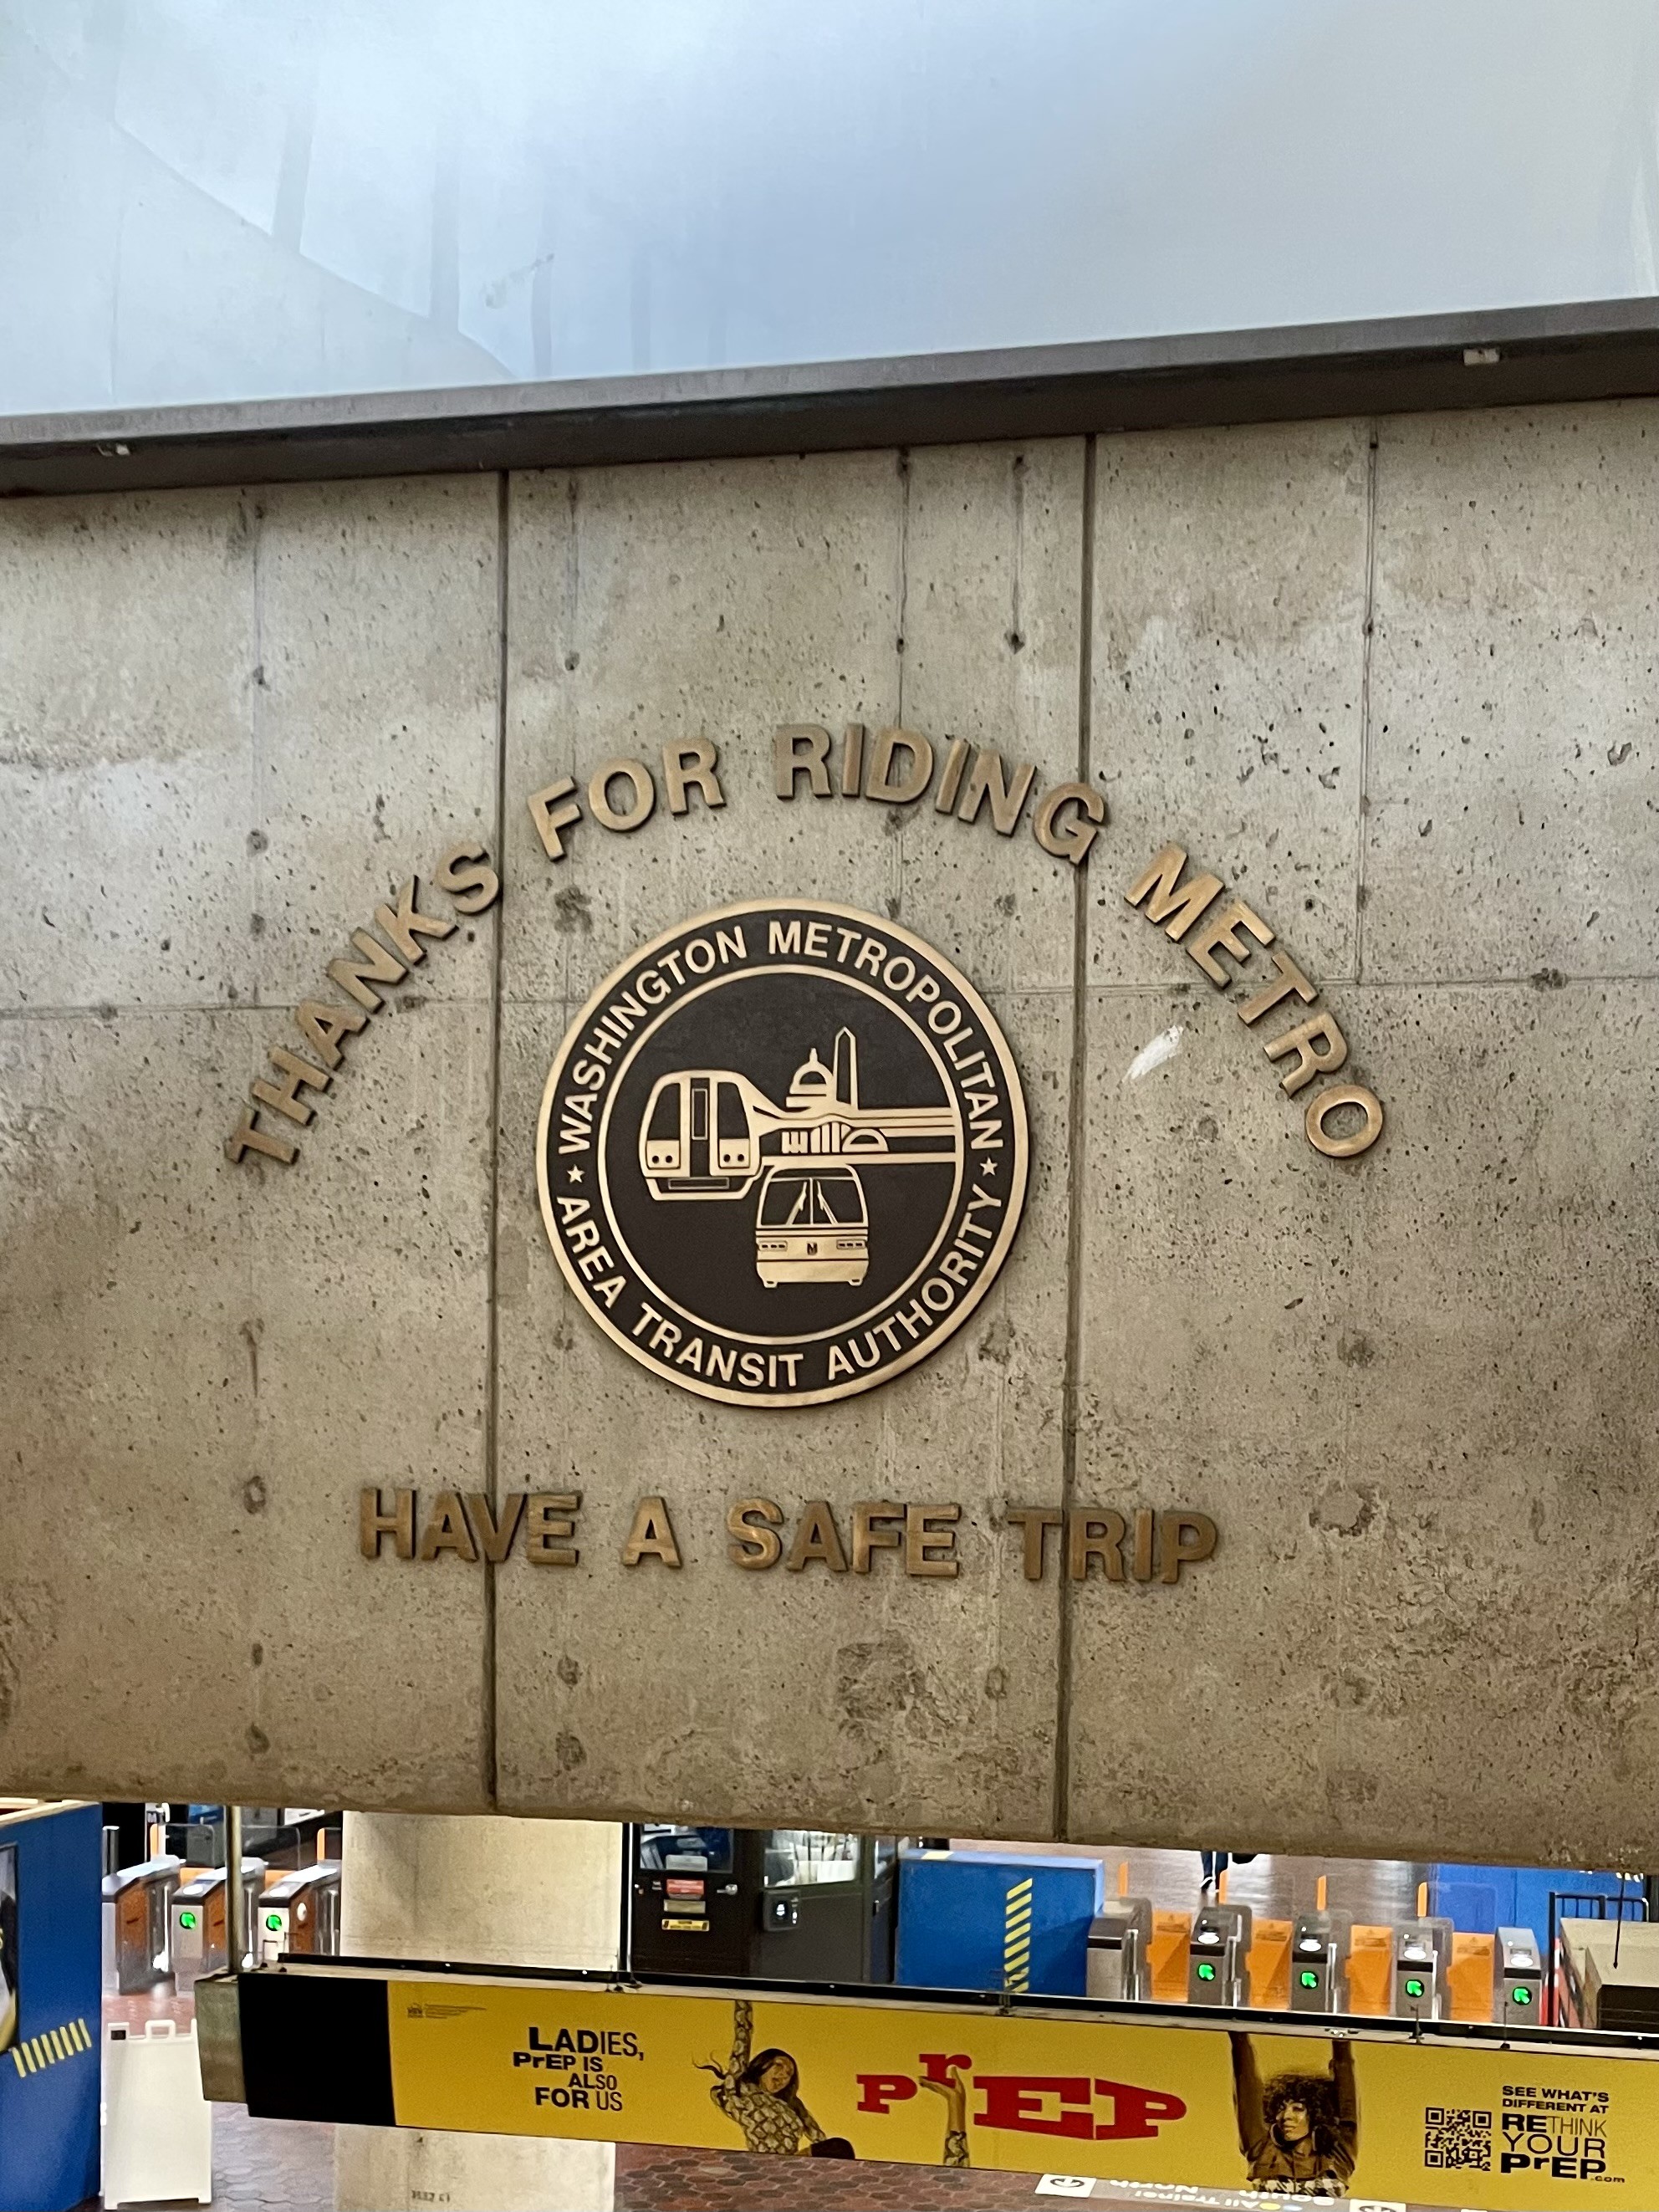 THANKS FOR RIDING METRO
WASHINGTON METROPOLITAN
AREA TRANSIT AUTHORITY
M
HAVE A SAFE TRIP
LADIES,
PrEP IS
ALSO
FOR US
PrEP
SEE WHAT'S
DIFFERENT AT
RETHINK
YOUR
PrEP.com